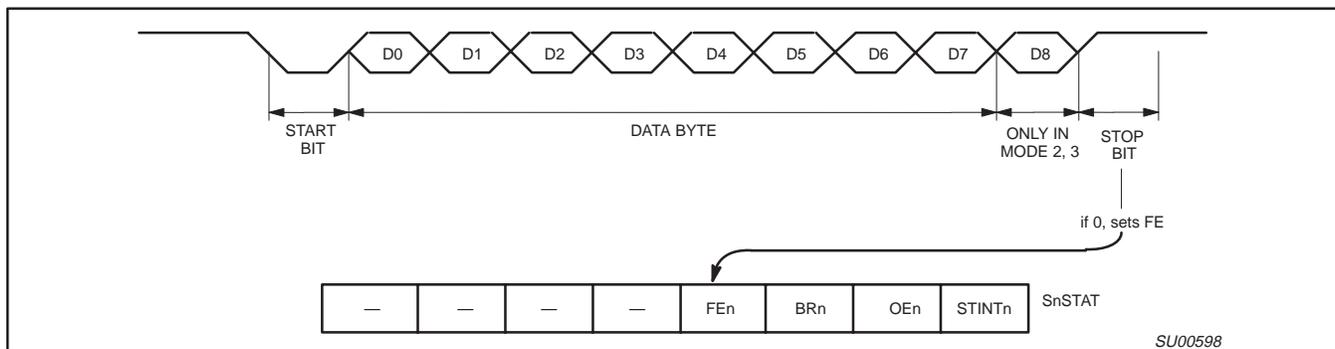 D0 D1 D2 D3 D4 D5 D6 D7 D8
START
BIT
DATA BYTE
ONLY IN
MODE 2, 3
STOP
BIT
if 0, sets FE
— — — — FEn BRn OEn STINTn SnSTAT
SU00598